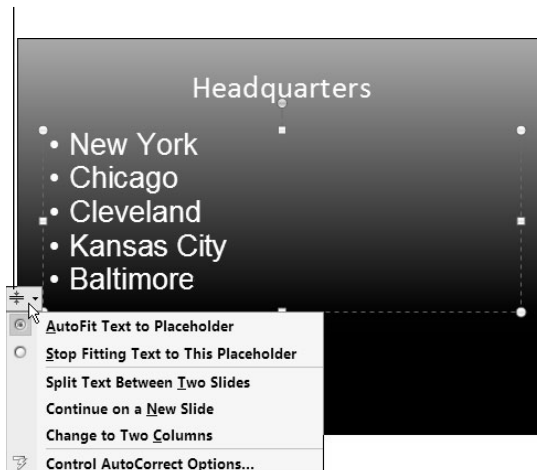 Headquarters
• New York
• Chicago
• Cleveland
• Kansas City
• Baltimore
AutoFit Text to Placeholder
Stop Fitting Text to This Placeholder
Split Text Between Two Slides
Continue on a New Slide
Change to Two Columns
Control AutoCorrect Options...